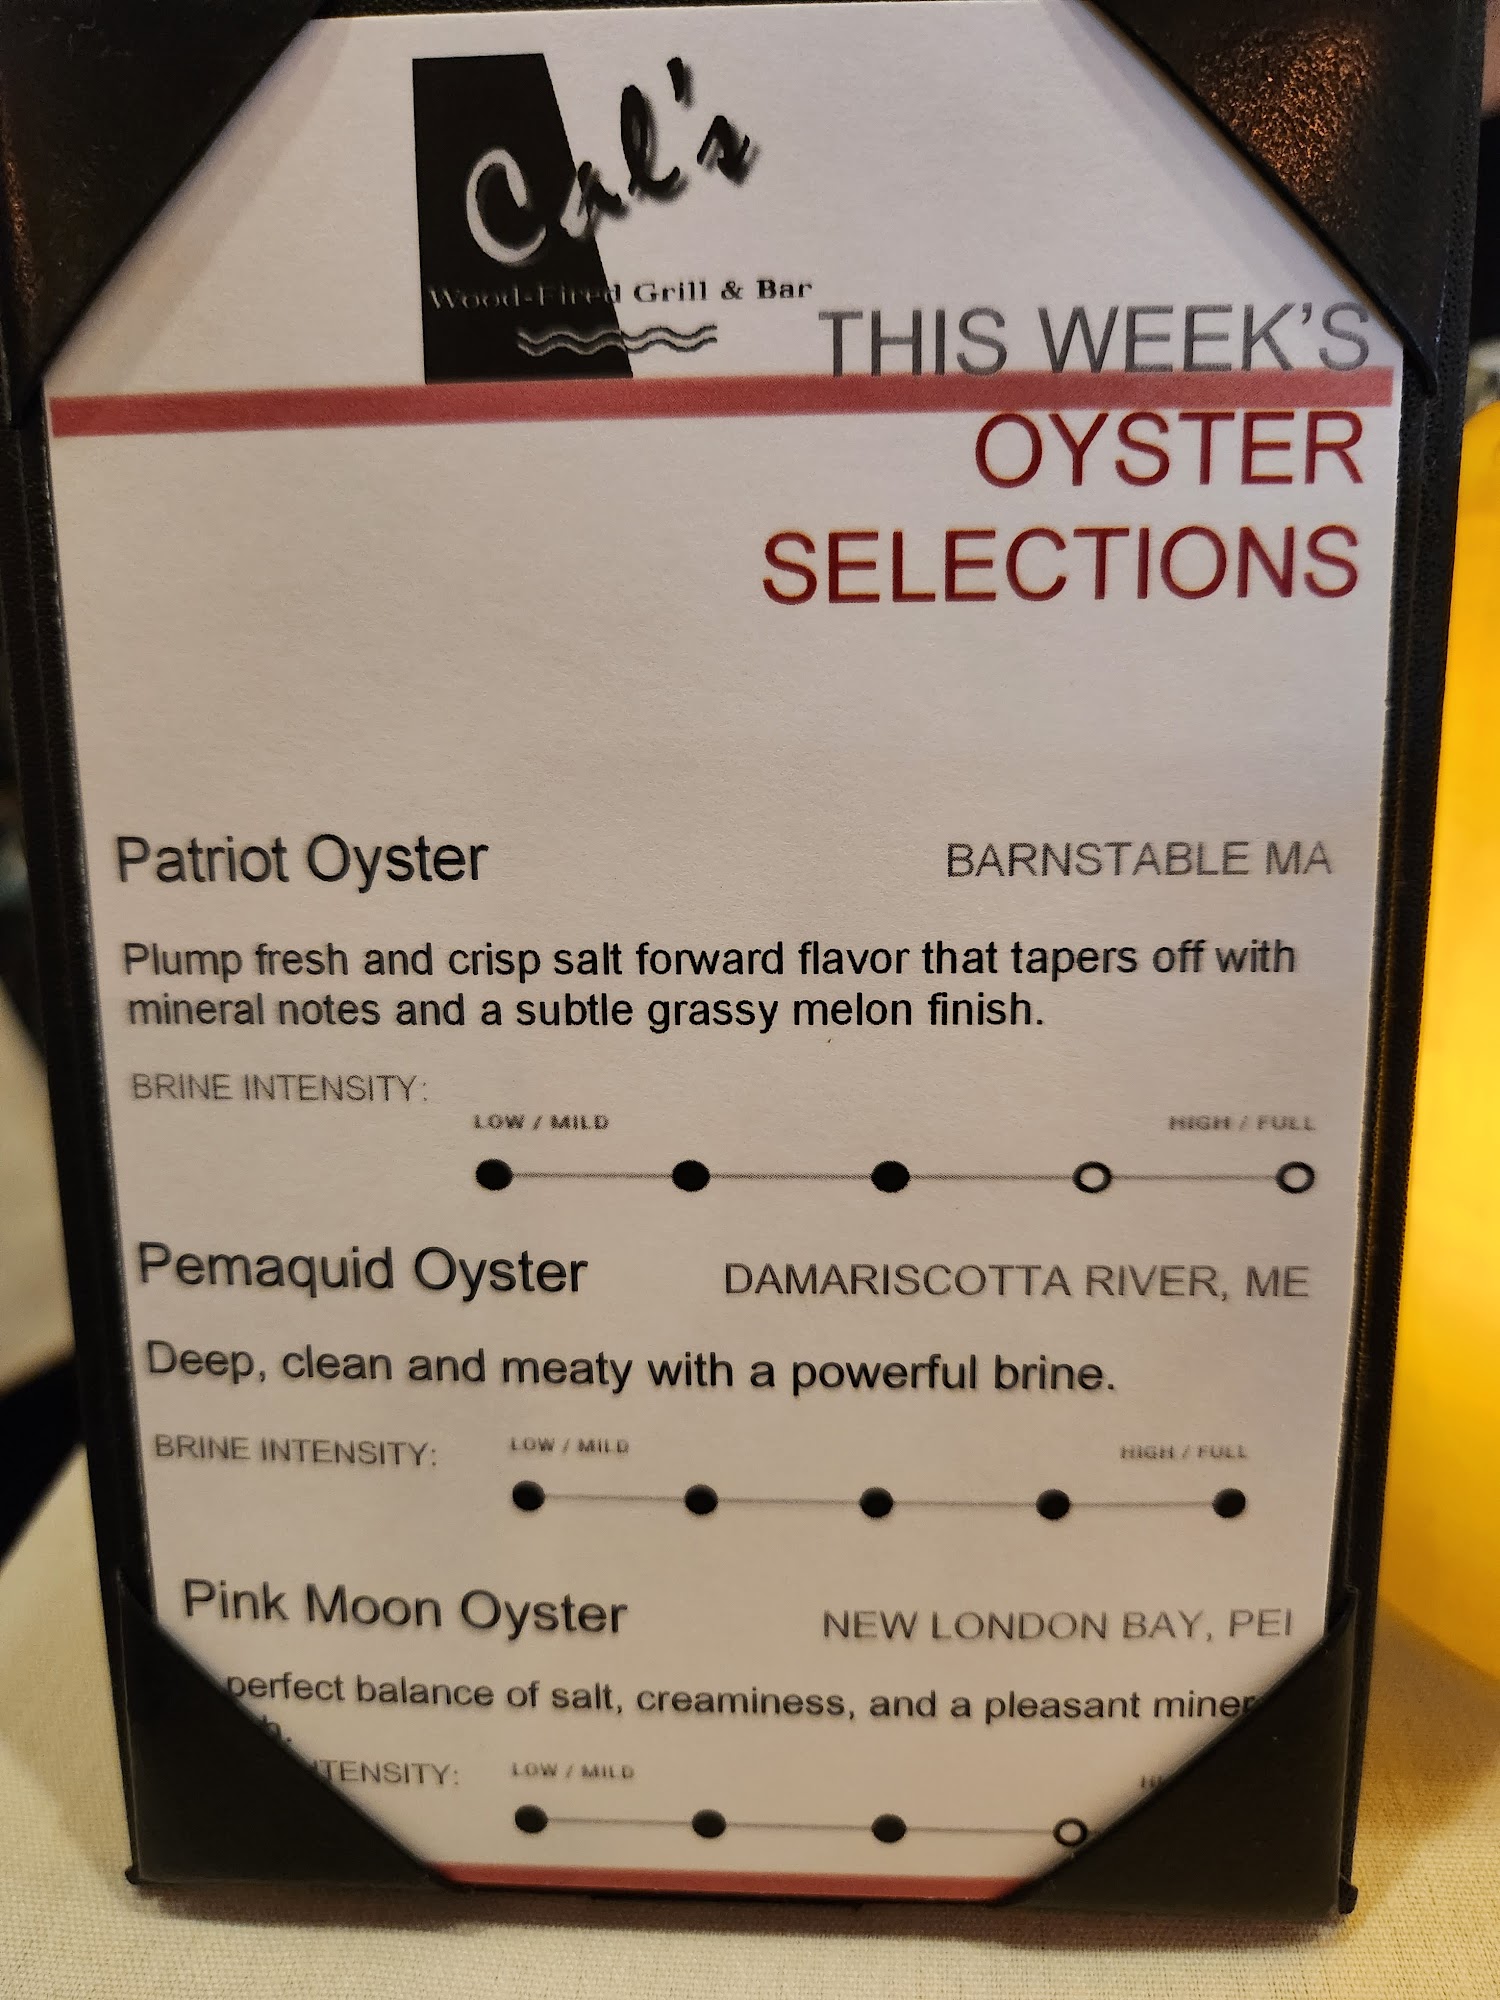 Cal's
Wood-Fired Grill & Bar
THIS WEEK'S
OYSTER
SELECTIONS
Patriot Oyster BARNSTABLE MA
Plump fresh and crisp salt forward flavor that tapers off with
mineral notes and a subtle grassy melon finish.
BRINE INTENSITY:
LOW / MILD HIGH / FULL
Pemaquid Oyster DAMARISCOTTA RIVER, ME
Deep, clean and meaty with a powerful brine.
BRINE INTENSITY: LOW / MILD HIGH / FULL
Pink Moon Oyster NEW LONDON BAY, PEI
perfect balance of salt, creaminess, and a pleasant miner
h.
TENSITY: LOW / MILD